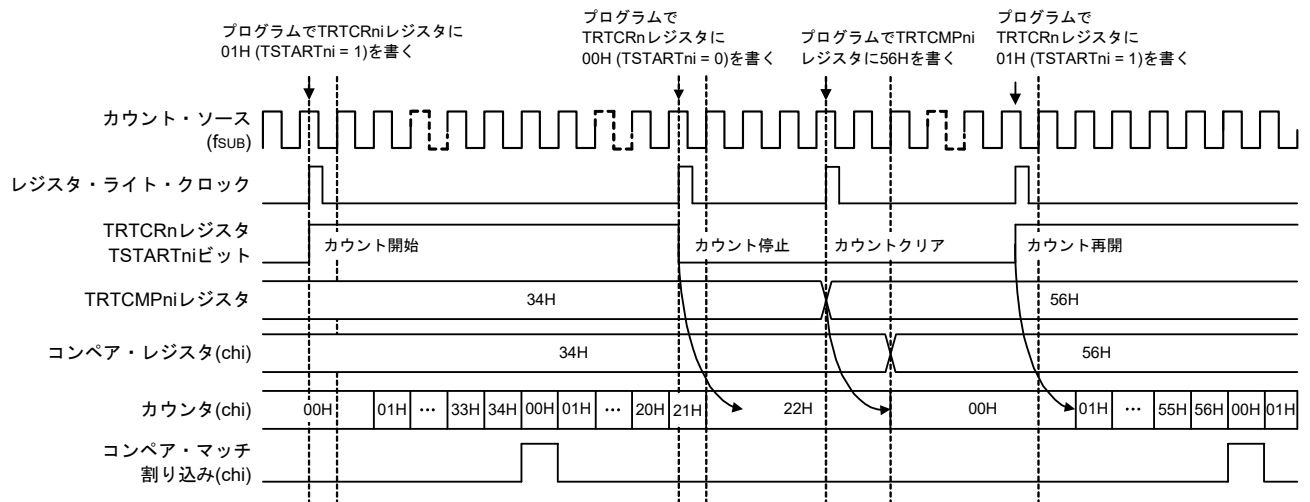 プログラムでTRTCRniレジスタに
01H (TSTARTni = 1)を書く
プログラムで
TRTCRnレジスタに
00H (TSTARTni = 0)を書く
プログラムでTRTCMPni
レジスタに56Hを書く
プログラムで
TRTCRnレジスタに
01H (TSTARTni = 1)を書く
カウント・ソース
(fSUB)
レジスタ・ライト・クロック
TRTCRnレジスタ
TSTARTniビット
カウント開始 カウント停止 カウントクリア カウント再開
TRTCMPniレジスタ 34H 56H
コンペア・レジスタ(chi) 34H 56H
カウンタ(chi) 00H 01H … 33H 34H 00H 01H … 20H 21H 22H 00H 01H … 55H 56H 00H 01H
コンペア・マッチ
割り込み(chi)